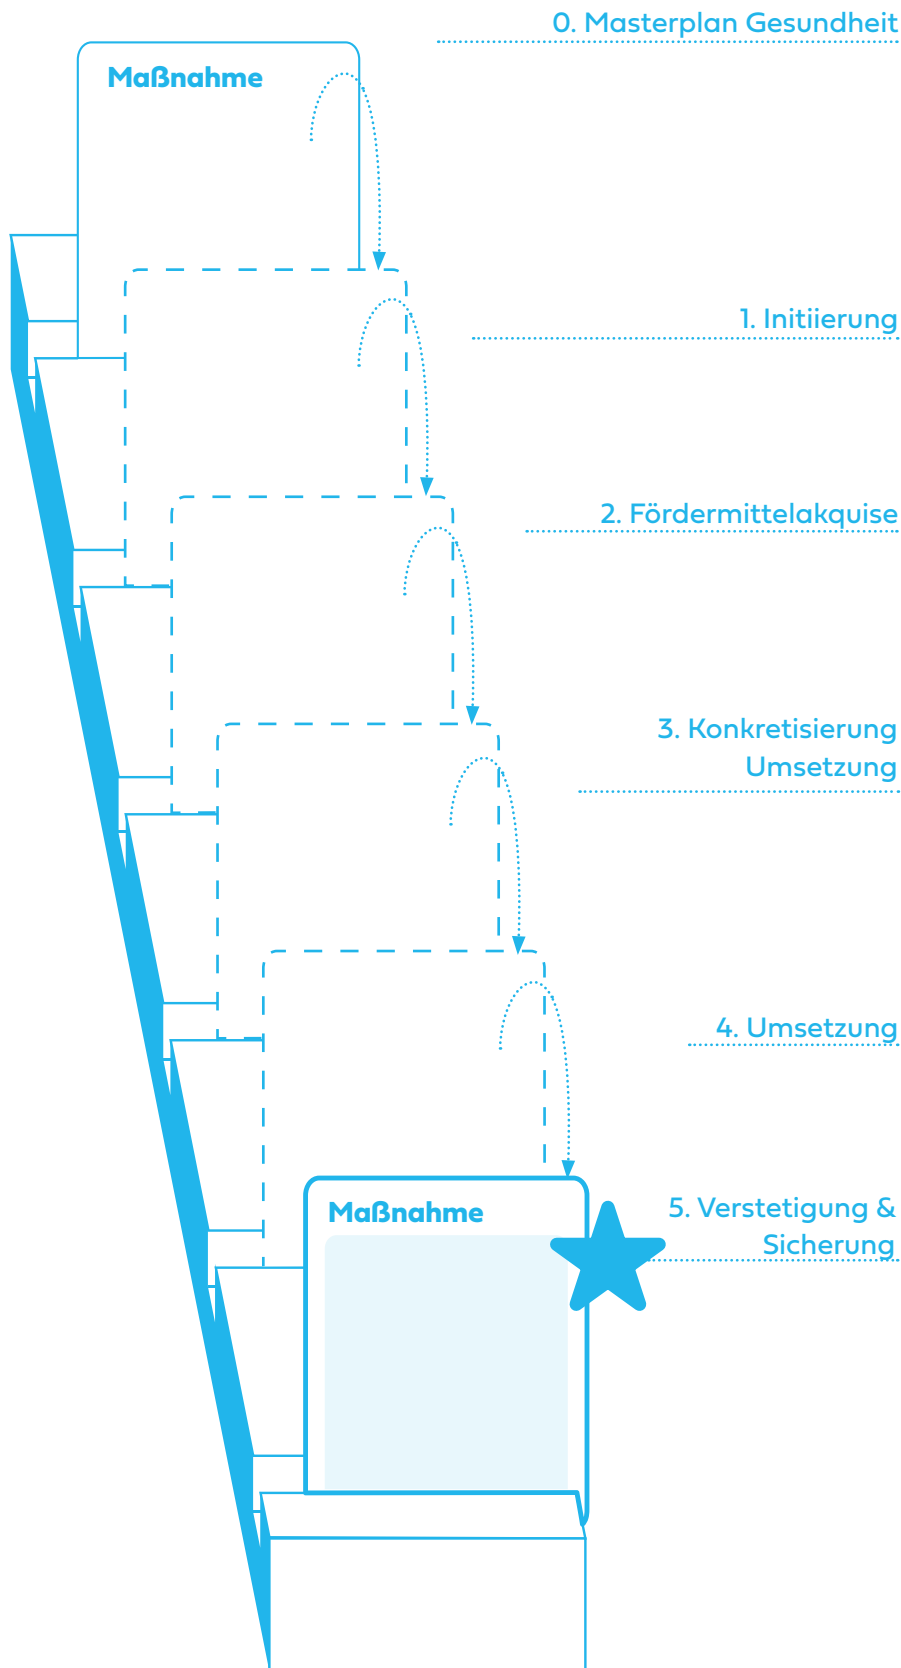 0. Masterplan Gesundheit
Maßnahme
1. Initiierung
2. Fördermittelakquise
3. Konkretisierung
Umsetzung
4. Umsetzung
5. Verstetigung &
Sicherung
Maßnahme